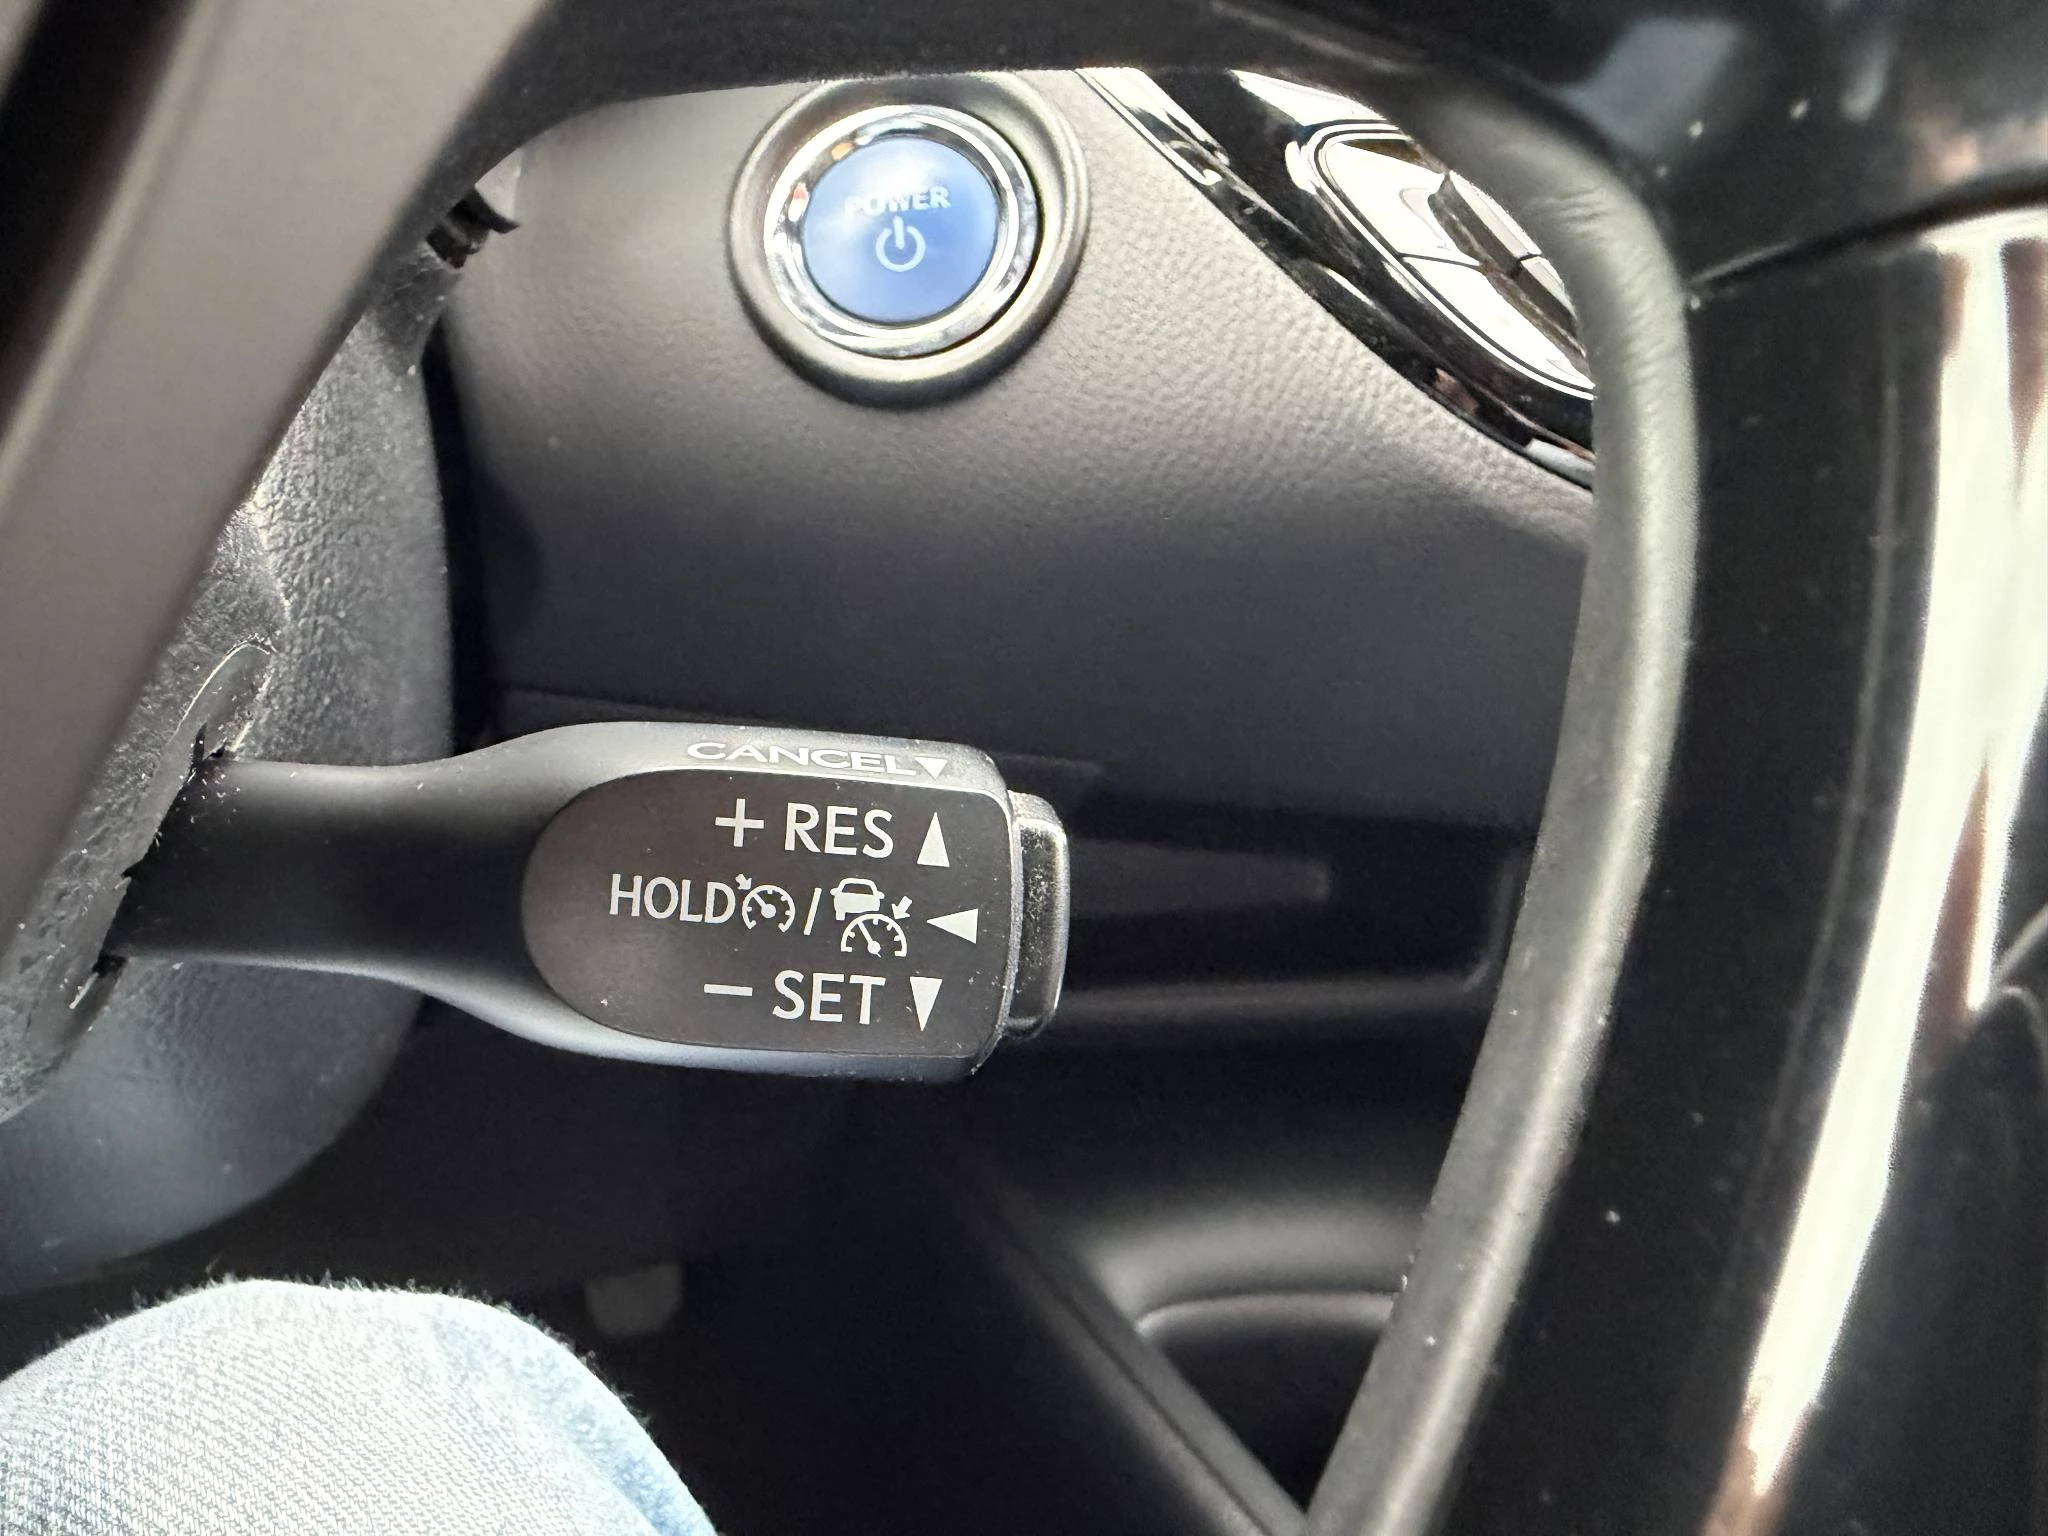 POWER
CANCEL▼
+ RES ▲
HOLD / ◀
− SET ▼